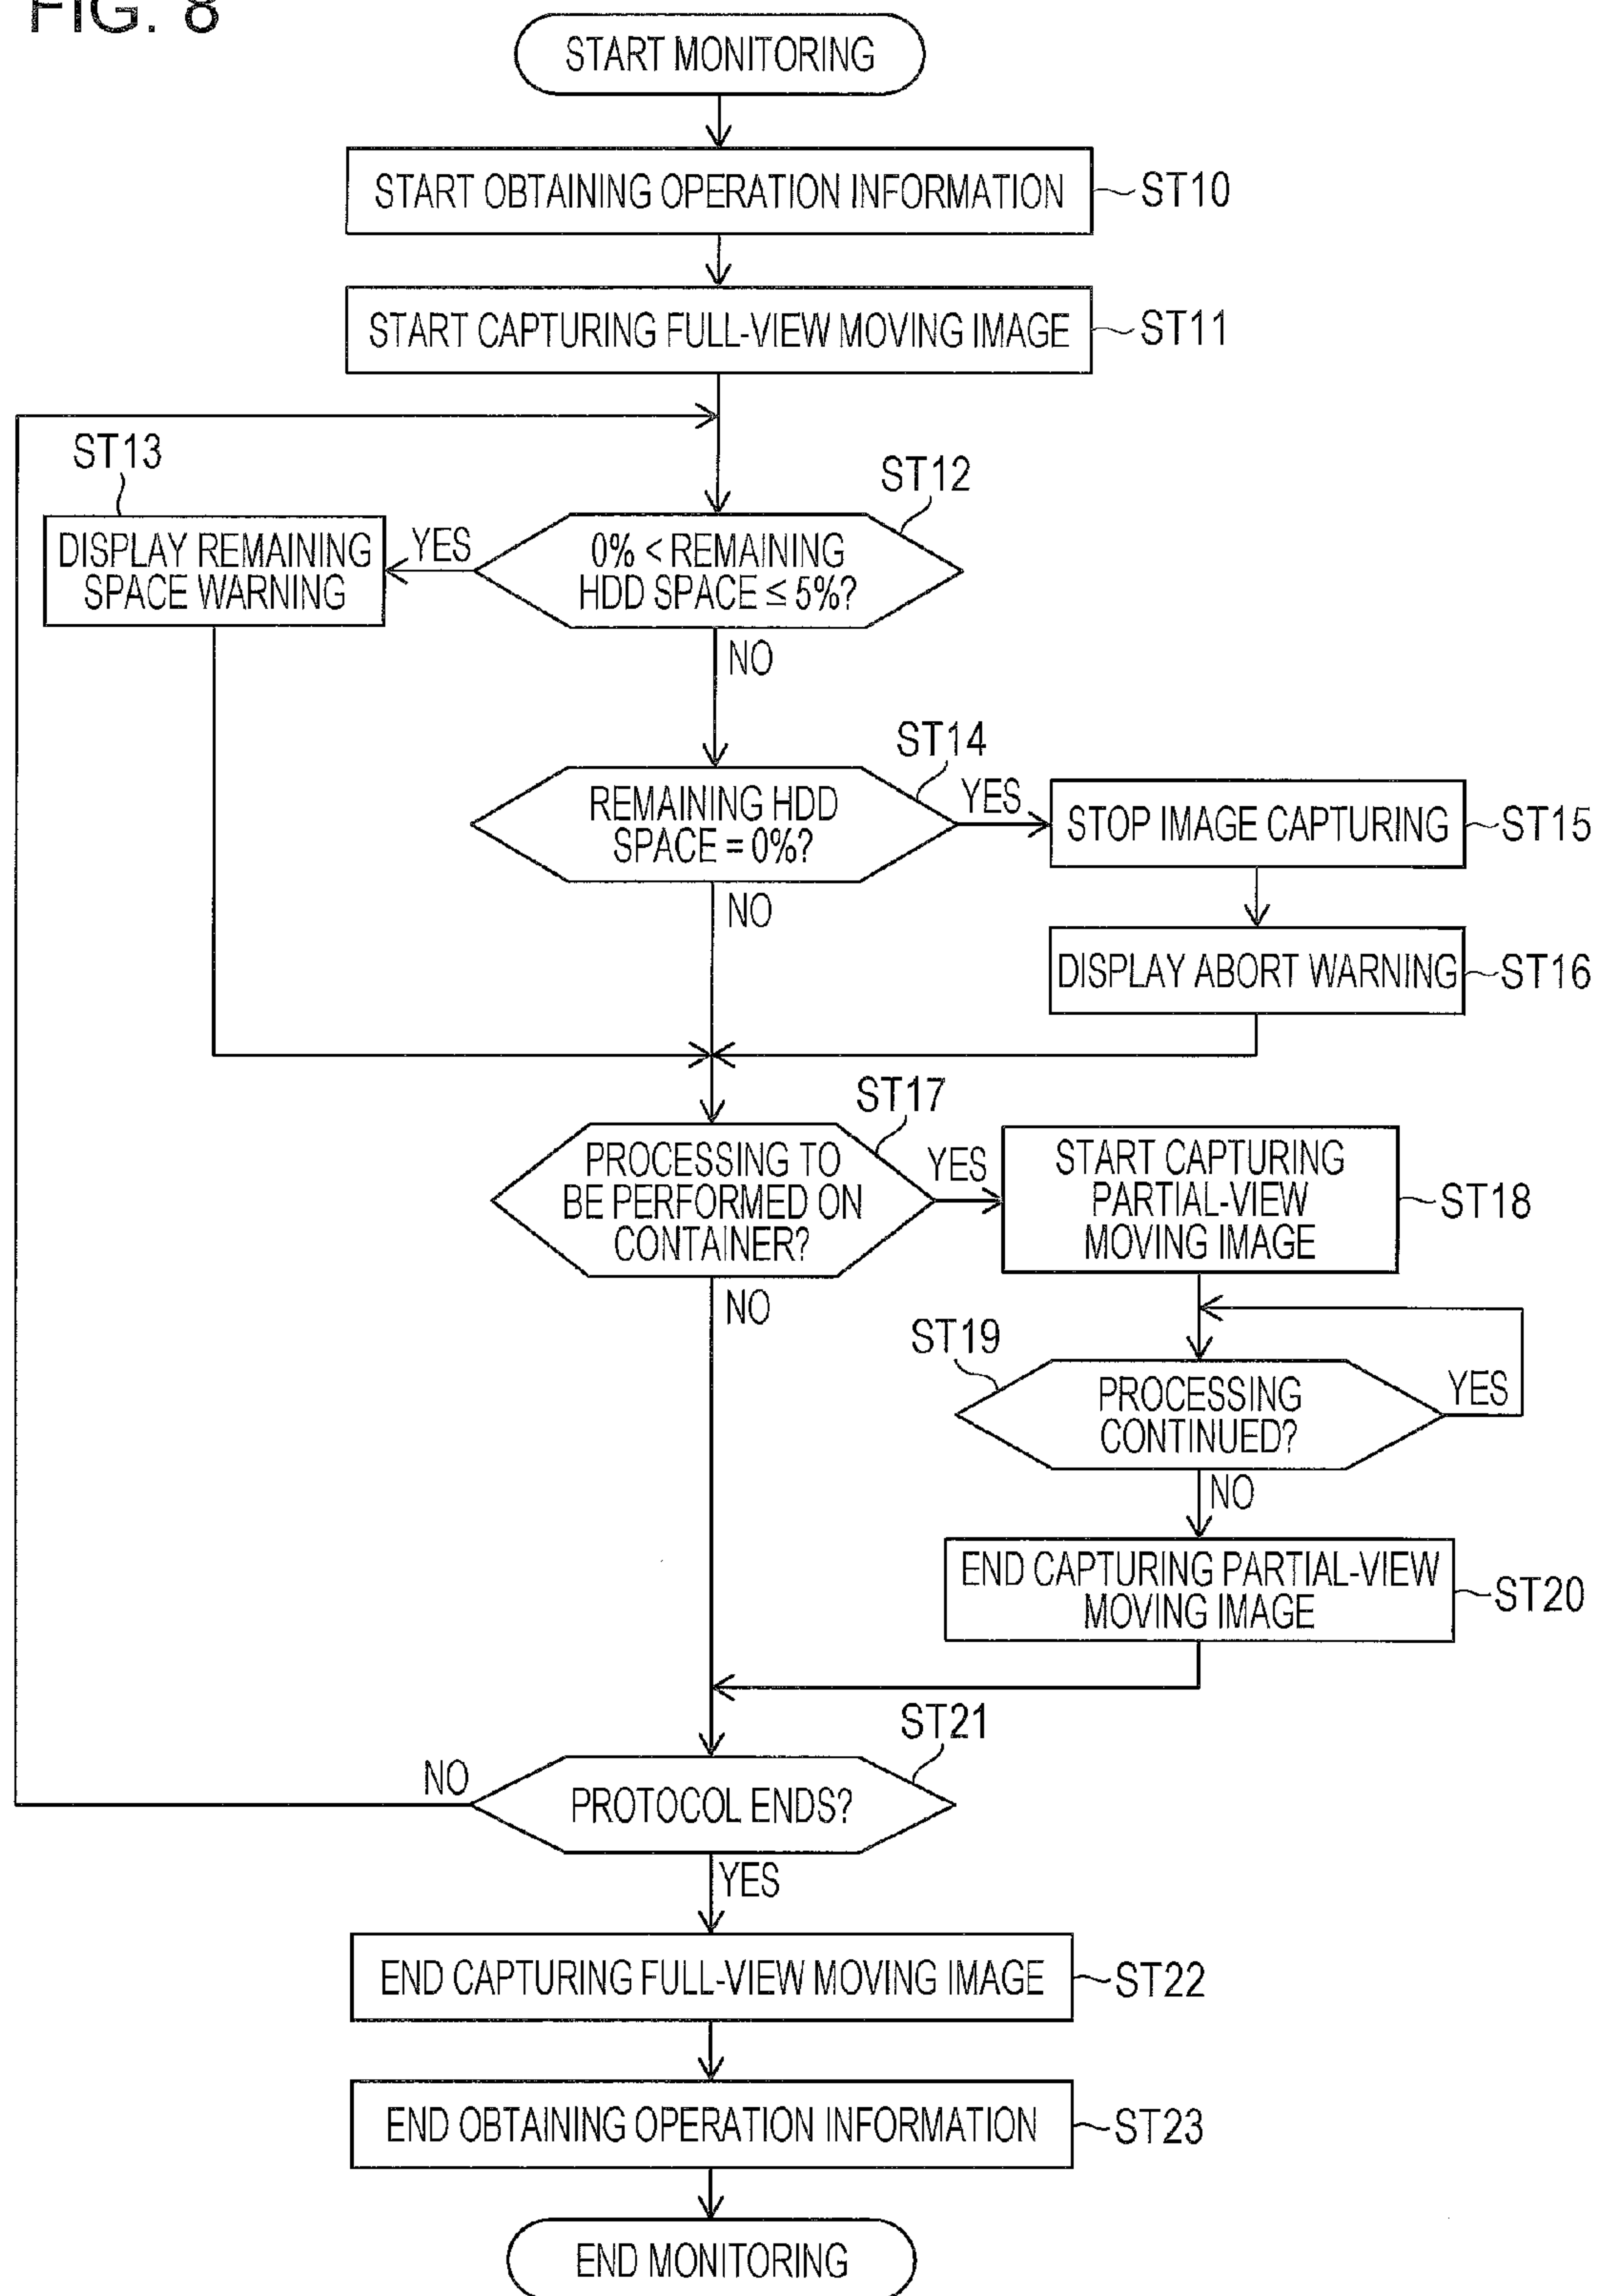 FIG. 8
START MONITORING
START OBTAINING OPERATION INFORMATION
ST10
START CAPTURING FULL-VIEW MOVING IMAGE
ST11
ST13
DISPLAY REMAINING
SPACE WARNING
YES
ST12
0% < REMAINING
HDD SPACE ≤ 5%?
NO
ST14
REMAINING HDD
SPACE = 0%?
YES
STOP IMAGE CAPTURING
ST15
NO
DISPLAY ABORT WARNING
ST16
ST17
PROCESSING TO
BE PERFORMED ON
CONTAINER?
YES
START CAPTURING
PARTIAL-VIEW
MOVING IMAGE
ST18
NO
ST19
PROCESSING
CONTINUED?
YES
NO
END CAPTURING PARTIAL-VIEW
MOVING IMAGE
ST20
ST21
NO
PROTOCOL ENDS?
YES
END CAPTURING FULL-VIEW MOVING IMAGE
ST22
END OBTAINING OPERATION INFORMATION
ST23
END MONITORING